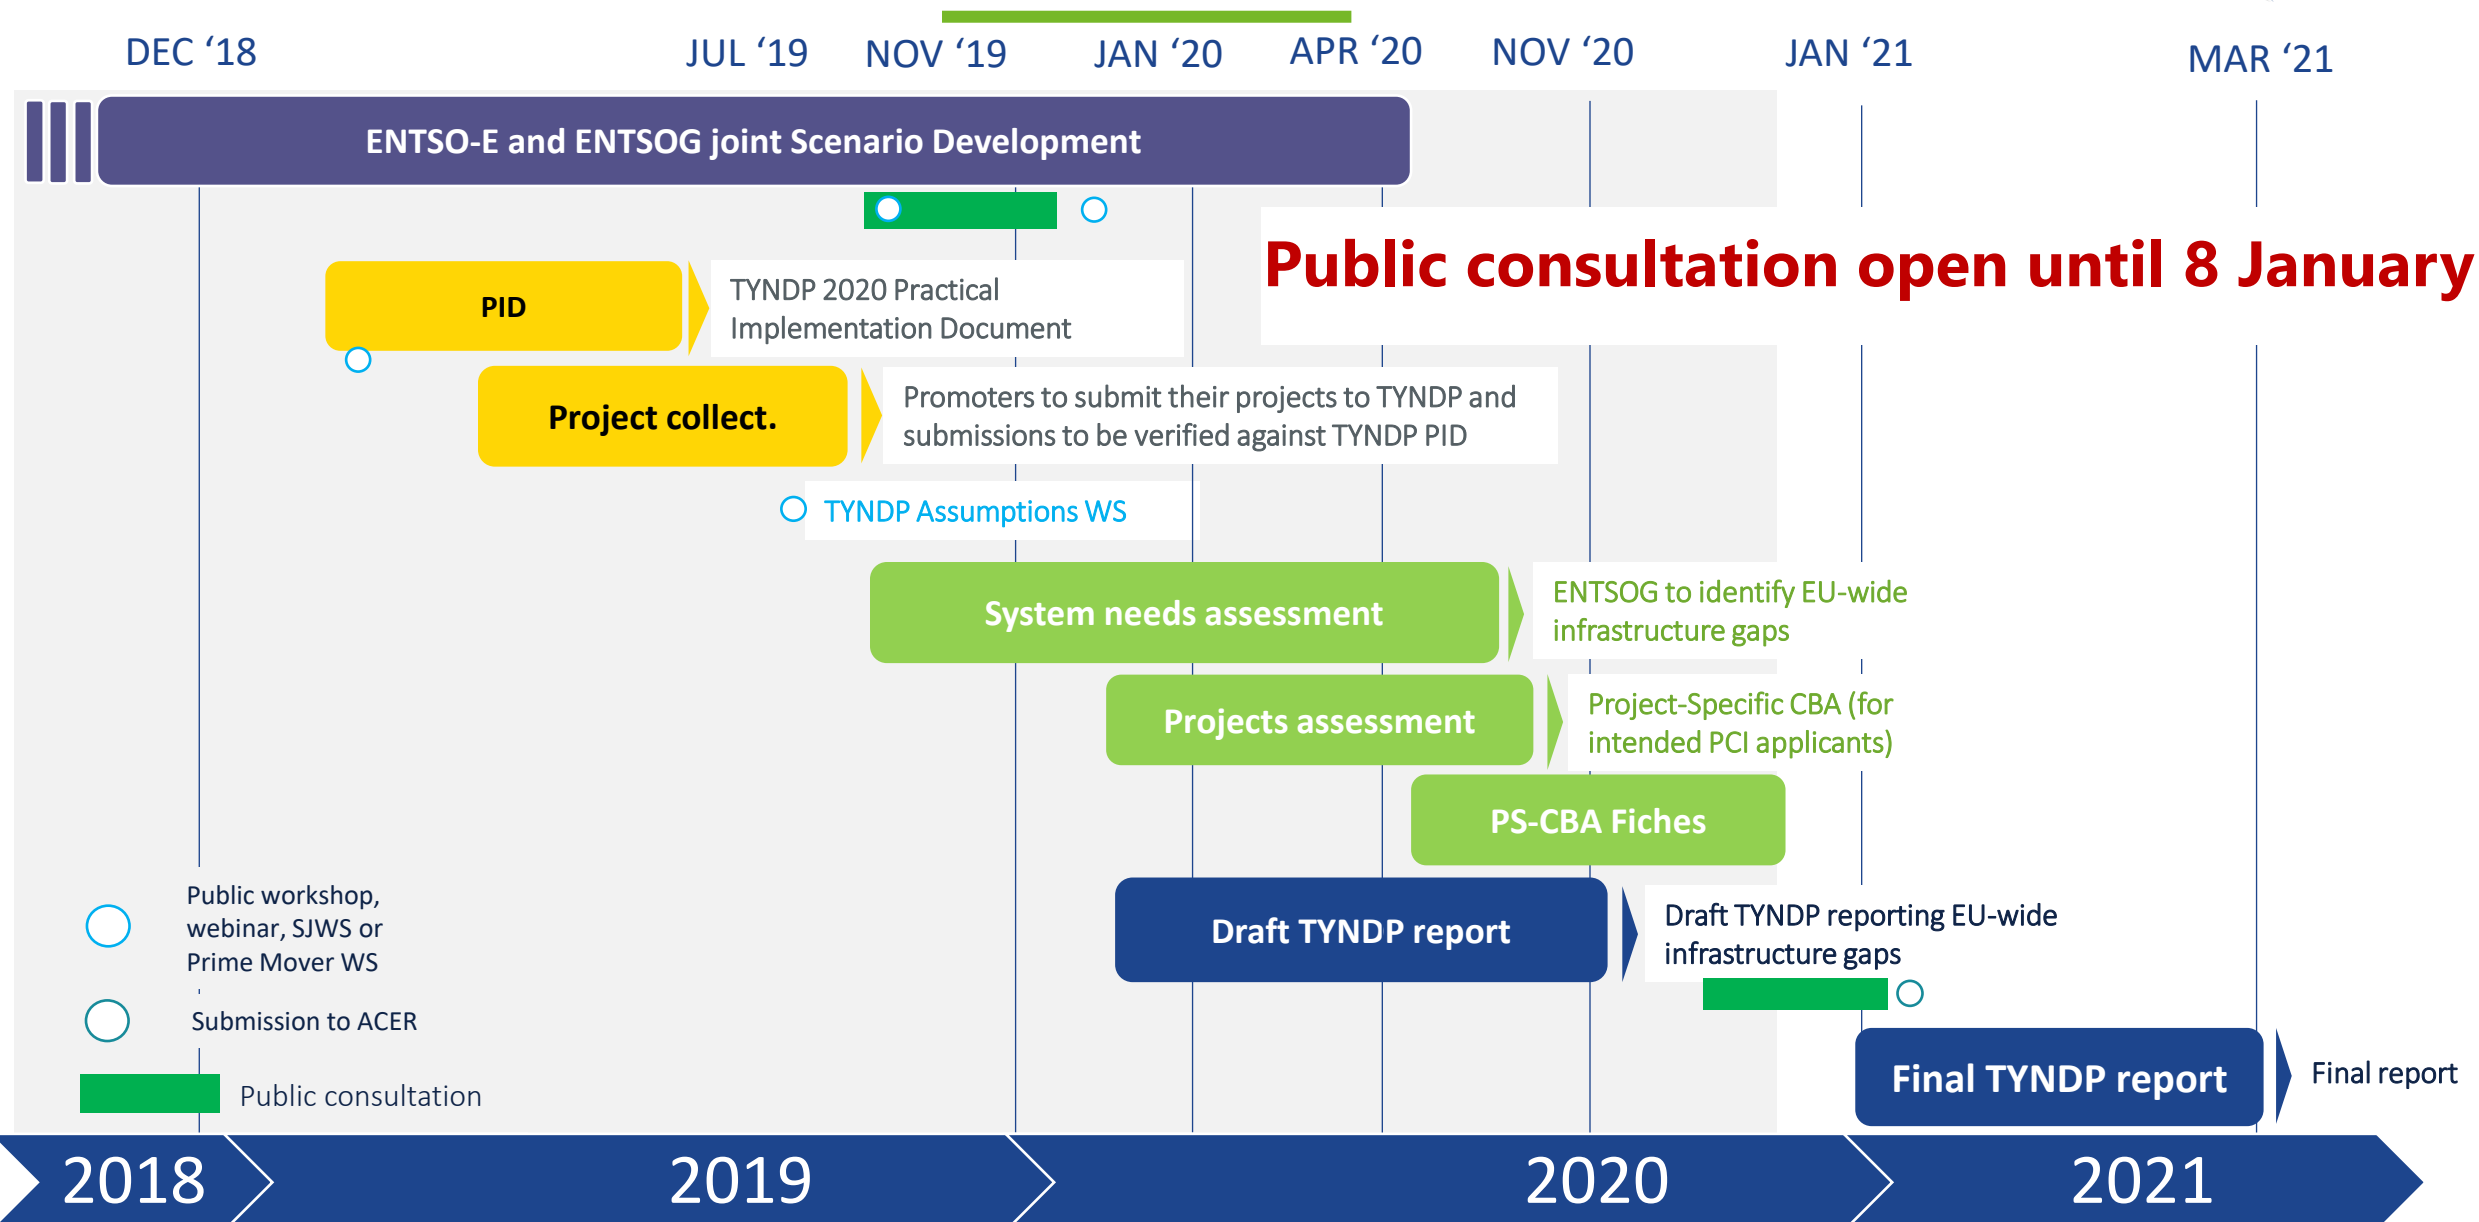 DEC ‘18
JUL ‘19
NOV ‘19
JAN ‘20
APR ‘20
NOV ‘20
JAN ‘21
MAR ‘21
ENTSO-E and ENTSOG joint Scenario Development
Public consultation open until 8 January
PID
TYNDP 2020 Practical
Implementation Document
Project collect.
Promoters to submit their projects to TYNDP and
submissions to be verified against TYNDP PID
TYNDP Assumptions WS
System needs assessment
ENTSOG to identify EU-wide
infrastructure gaps
Projects assessment
Project-Specific CBA (for
intended PCI applicants)
PS-CBA Fiches
Draft TYNDP report
Draft TYNDP reporting EU-wide
infrastructure gaps
Public workshop,
webinar, SJWS or
Prime Mover WS
Submission to ACER
Public consultation
Final TYNDP report
Final report
2018
2019
2020
2021